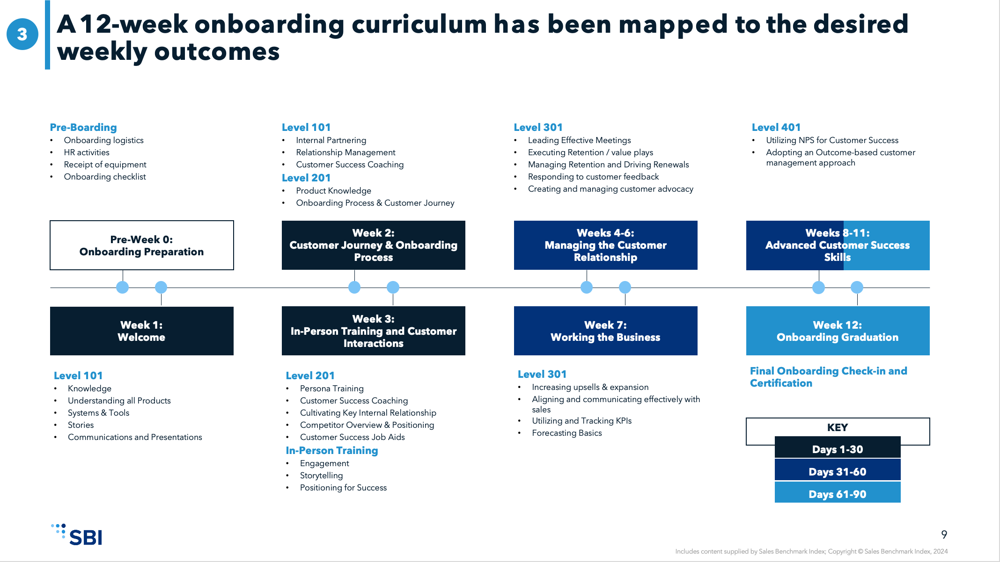 3
A 12-week onboarding curriculum has been mapped to the desired
weekly outcomes
Pre-Boarding
• Onboarding logistics
• HR activities
• Receipt of equipment
• Onboarding checklist
Level 101
• Internal Partnering
• Relationship Management
• Customer Success Coaching
Level 201
• Product Knowledge
• Onboarding Process & Customer Journey
Level 301
• Leading Effective Meetings
• Executing Retention / value plays
• Managing Retention and Driving Renewals
• Responding to customer feedback
• Creating and managing customer advocacy
Level 401
• Utilizing NPS for Customer Success
• Adopting an Outcome-based customer
management approach
Pre-Week 0:
Onboarding Preparation
Week 2:
Customer Journey & Onboarding
Process
Weeks 4-6:
Managing the Customer
Relationship
Weeks 8-11:
Advanced Customer Success
Skills
Week 1:
Welcome
Week 3:
In-Person Training and Customer
Interactions
Week 7:
Working the Business
Week 12:
Onboarding Graduation
Level 101
• Knowledge
• Understanding all Products
• Systems & Tools
• Stories
• Communications and Presentations
Level 201
• Persona Training
• Customer Success Coaching
• Cultivating Key Internal Relationship
• Competitor Overview & Positioning
• Customer Success Job Aids
In-Person Training
• Engagement
• Storytelling
• Positioning for Success
Level 301
• Increasing upsells & expansion
• Aligning and communicating effectively with
sales
• Utilizing and Tracking KPIs
• Forecasting Basics
Final Onboarding Check-in and
Certification
KEY
Days 1-30
Days 31-60
Days 61-90
SBI
9
Includes content supplied by Sales Benchmark Index; Copyright © Sales Benchmark Index, 2024